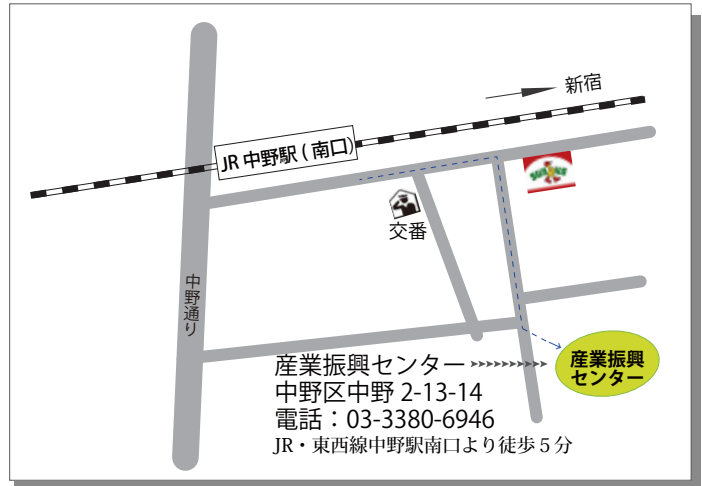 新宿
JR 中野駅 ( 南口)
交番
中野通り
産業振興センター
中野区中野 2-13-14
電話：03-3380-6946
JR・東西線中野駅南口より徒歩５分
産業振興
センター